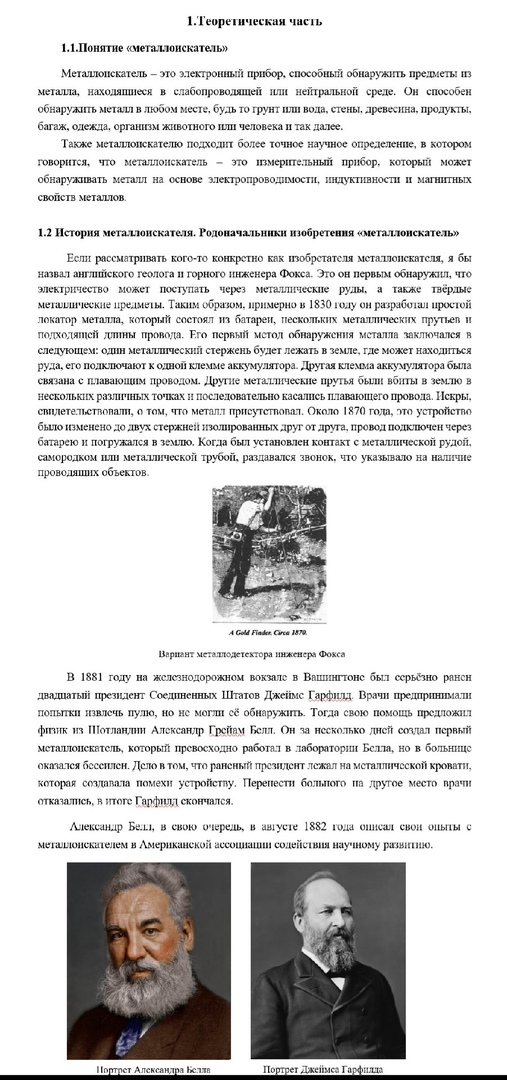 1.Теоретическая часть
1.1.Понятие «металлоискатель»
Металлоискатель – это электронный прибор, способный обнаружить предметы из
металла, находящиеся в слабопроводящей или нейтральной среде. Он способен
обнаружить металл в любом месте, будь то грунт или вода, стены, древесина, продукты,
багаж, одежда, организм животного или человека и так далее.
Также металлоискателю подходит более точное научное определение, в котором
говорится, что металлоискатель – это измерительный прибор, который может
обнаруживать металл на основе электропроводимости, индуктивности и магнитных
свойств металлов.
1.2 История металлоискателя. Родоначальники изобретения «металлоискатель»
Если рассматривать кого-то конкретно как изобретателя металлоискателя, я бы
назвал английского геолога и горного инженера Фокса. Это он первым обнаружил, что
электричество может поступать через металлические руды, а также твёрдые
металлические предметы. Таким образом, примерно в 1830 году он разработал простой
локатор металла, который состоял из батареи, нескольких металлических прутьев и
подходящей длины провода. Его первый метод обнаружения металла заключался в
следующем: один металлический стержень будет лежать в земле, где может находиться
руда, его подключают к одной клемме аккумулятора. Другая клемма аккумулятора была
связана с плавающим проводом. Другие металлические прутья были вбиты в землю в
нескольких различных точках и последовательно касались плавающего провода. Искры,
свидетельствовали, о том, что металл присутствовал. Около 1870 года, это устройство
было изменено до двух стержней изолированных друг от друга, провод подключен через
батарею и погружался в землю. Когда был установлен контакт с металлической рудой,
самородком или металлической трубой, раздавался звонок, что указывало на наличие
проводящих объектов.
A Gold Finder. Circa 1870.
Вариант металлодетектора инженера Фокса
В 1881 году на железнодорожном вокзале в Вашингтоне был серьёзно ранен
двадцатый президент Соединенных Штатов Джеймс Гарфилд. Врачи предпринимали
попытки извлечь пулю, но не могли её обнаружить. Тогда свою помощь предложил
физик из Шотландии Александр Грейам Белл. Он за несколько дней создал первый
металлоискатель, который превосходно работал в лаборатории Белла, но в больнице
оказался бессилен. Дело в том, что раненый президент лежал на металлической кровати,
которая создавала помехи устройству. Перенести больного на другое место врачи
отказались, в итоге Гарфилд скончался.
Александр Белл, в свою очередь, в августе 1882 года описал свои опыты с
металлоискателем в Американской ассоциации содействия научному развитию.
Портрет Александра Белла Портрет Джеймса Гарфилда